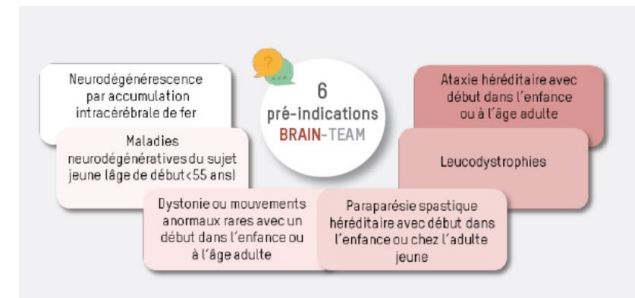 ?
6
pré-indications
BRAIN-TEAM
Neurodégénérescence
par accumulation
intracérébrale de fer
Maladies
neurodégénératives du sujet
jeune (âge de début<55 ans)
Dystonie ou mouvements
anormaux rares avec un
début dans l'enfance ou
à l'âge adulte
Paraparésie spastique
héréditaire avec début dans
l'enfance ou chez l'adulte
jeune
Leucodystrophies
Ataxie héréditaire avec
début dans l'enfance
ou à l'âge adulte